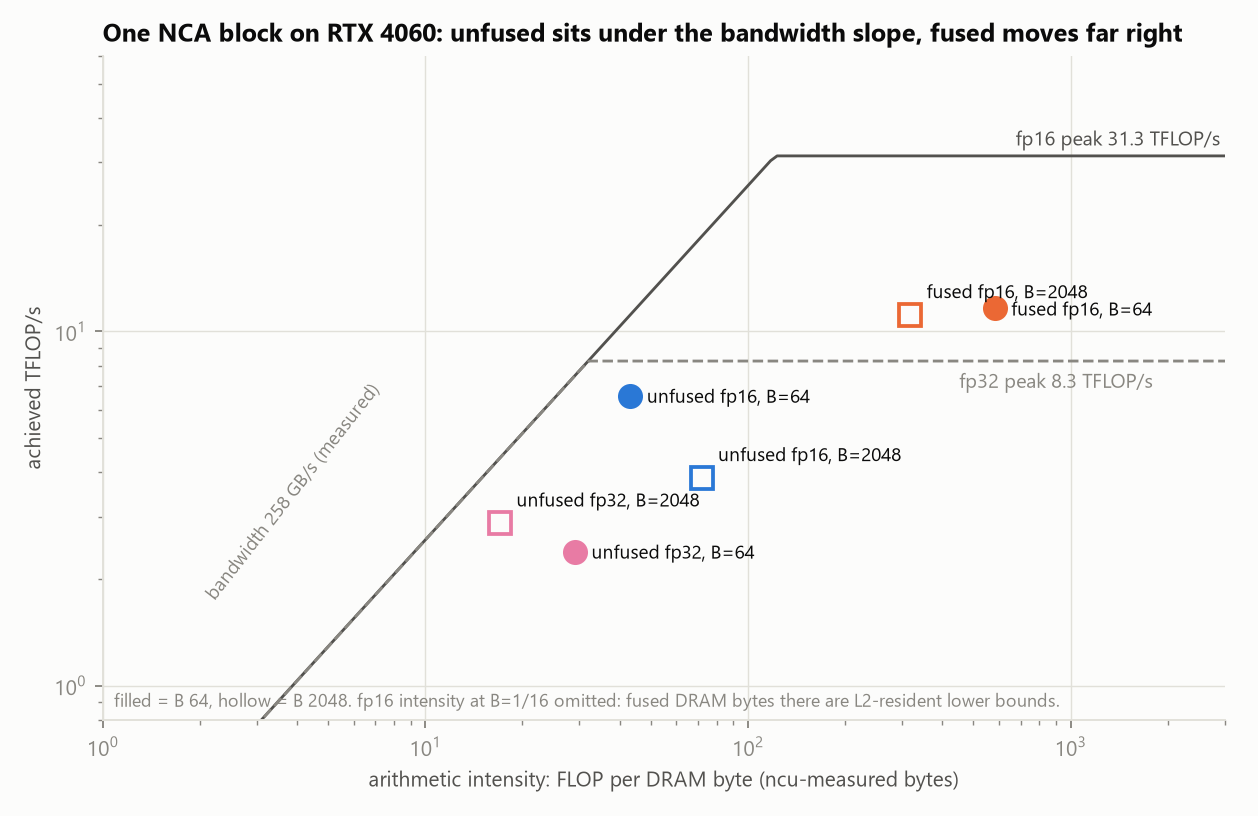 One NCA block on RTX 4060: unfused sits under the bandwidth slope, fused moves far right
fp16 peak 31.3 TFLOP/s
fused fp16, B=2048
fused fp16, B=64
10¹
fp32 peak 8.3 TFLOP/s
unfused fp16, B=64
achieved TFLOP/s
bandwidth 258 GB/s (measured)
unfused fp16, B=2048
unfused fp32, B=2048
unfused fp32, B=64
10⁰
filled = B 64, hollow = B 2048. fp16 intensity at B=1/16 omitted: fused DRAM bytes there are L2-resident lower bounds.
10⁰ 10¹ 10² 10³
arithmetic intensity: FLOP per DRAM byte (ncu-measured bytes)